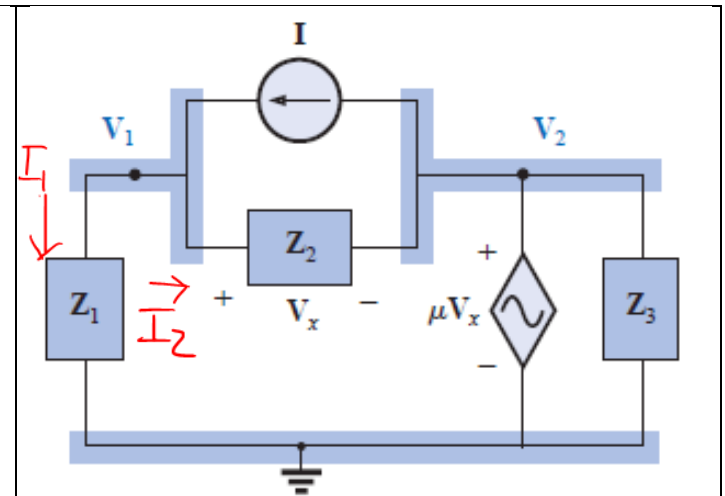 I
V₁
V₂
I₁
Z₂
+
Z₁
I₂
+
Vₓ
−
μVₓ
Z₃
−